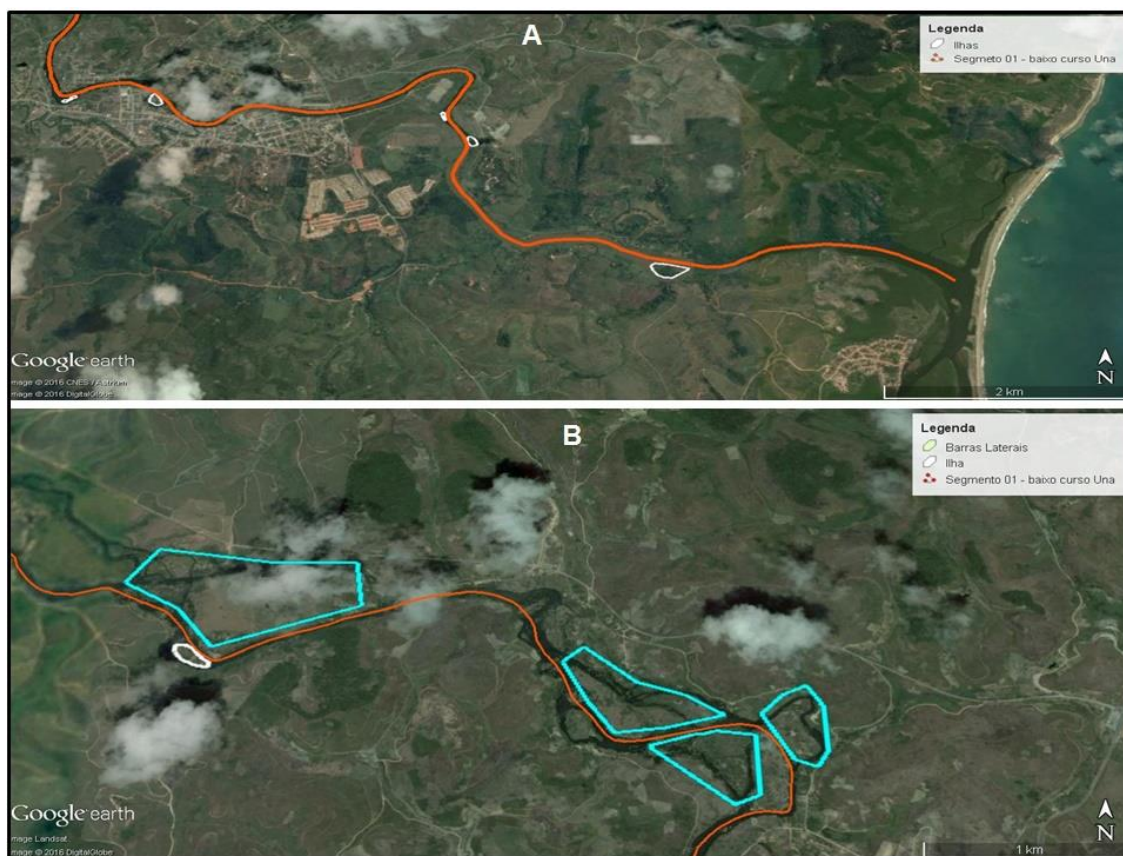 A
Legenda
Ilhas
Segmeto 01 - baixo curso Una
Google earth
mage © 2016 CNES / Astrium
mage © 2016 DigitalGlobe
2 km
N
B
Legenda
Barras Laterais
Ilha
Segmento 01 - baixo curso Una
Google earth
mage Landsat
mage © 2016 DigitalGlobe
1 km
N